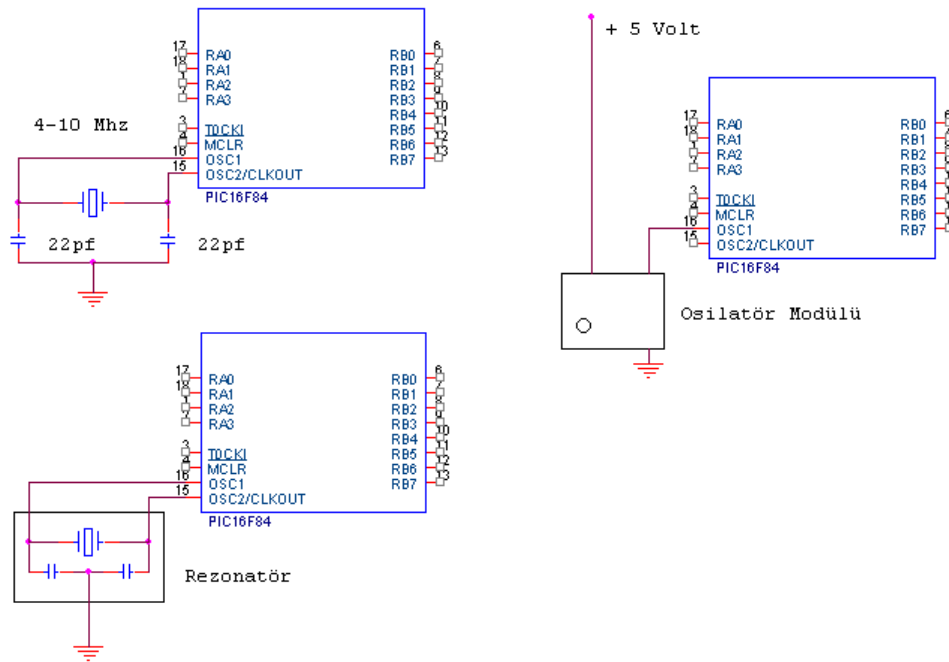 17 RA0 RB0 6
18 RA1 RB1 7
1 RA2 RB2 8
RA3 RB3 9
RB4 10
3 T0CKI RB5 11
4 MCLR RB6 12
16 OSC1 RB7 13
15 OSC2/CLKOUT
PIC16F84
4-10 Mhz
22pf 22pf
+ 5 Volt
17 RA0 RB0 6
18 RA1 RB1
1 RA2 RB2
RA3 RB3
RB4
3 T0CKI RB5
4 MCLR RB6
16 OSC1 RB7
15 OSC2/CLKOUT
PIC16F84
Osilatör Modülü
17 RA0 RB0 6
18 RA1 RB1 7
1 RA2 RB2 8
RA3 RB3 9
RB4 10
3 T0CKI RB5 11
4 MCLR RB6 12
16 OSC1 RB7 13
15 OSC2/CLKOUT
PIC16F84
Rezonatör